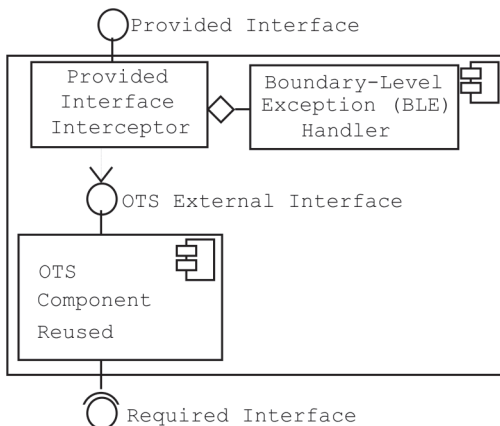 Provided Interface
Provided
Interface
Interceptor
Boundary-Level
Exception (BLE)
Handler
OTS External Interface
OTS
Component
Reused
Required Interface